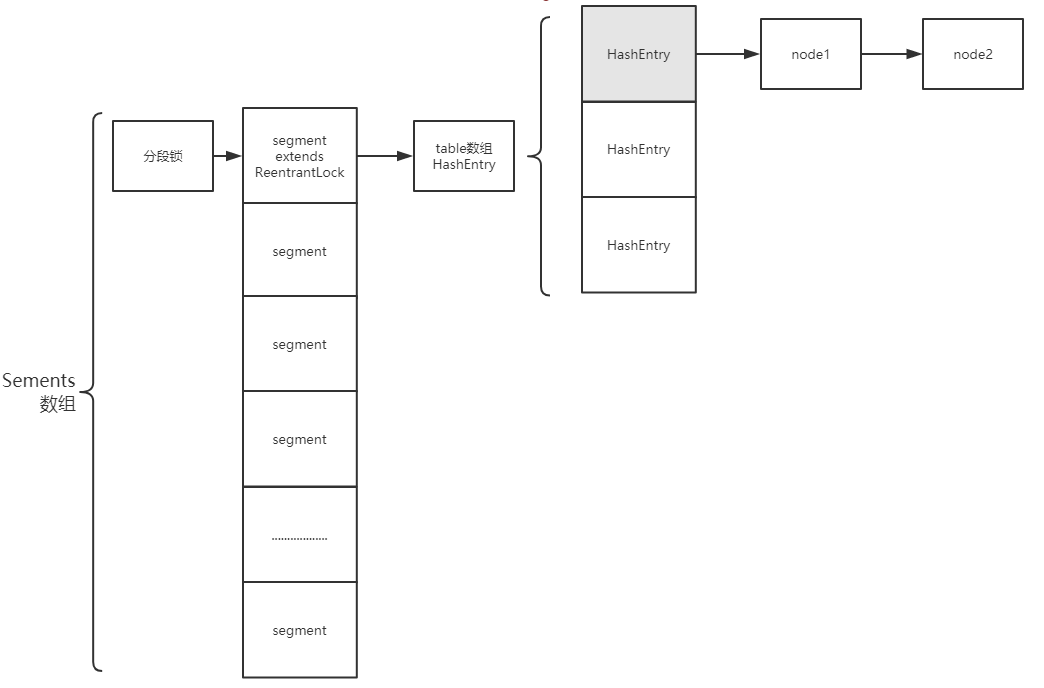 HashEntry
node1
node2
HashEntry
HashEntry
分段锁
segment
extends
ReentrantLock
table数组
HashEntry
segment
segment
Sements
数组
segment
..................
segment